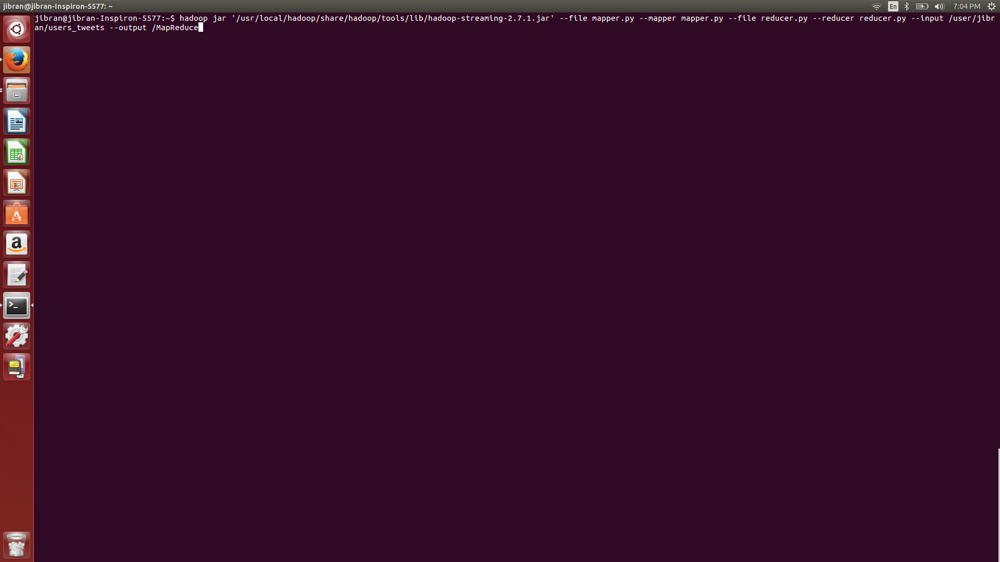 jibran@jibran-Inspiron-5577: ~
En
7:04 PM
jibran@jibran-Inspiron-5577:~$ hadoop jar '/usr/local/hadoop/share/hadoop/tools/lib/hadoop-streaming-2.7.1.jar' --file mapper.py --mapper mapper.py --file reducer.py --reducer reducer.py --input /user/jibr
an/users_tweets --output /MapReduce